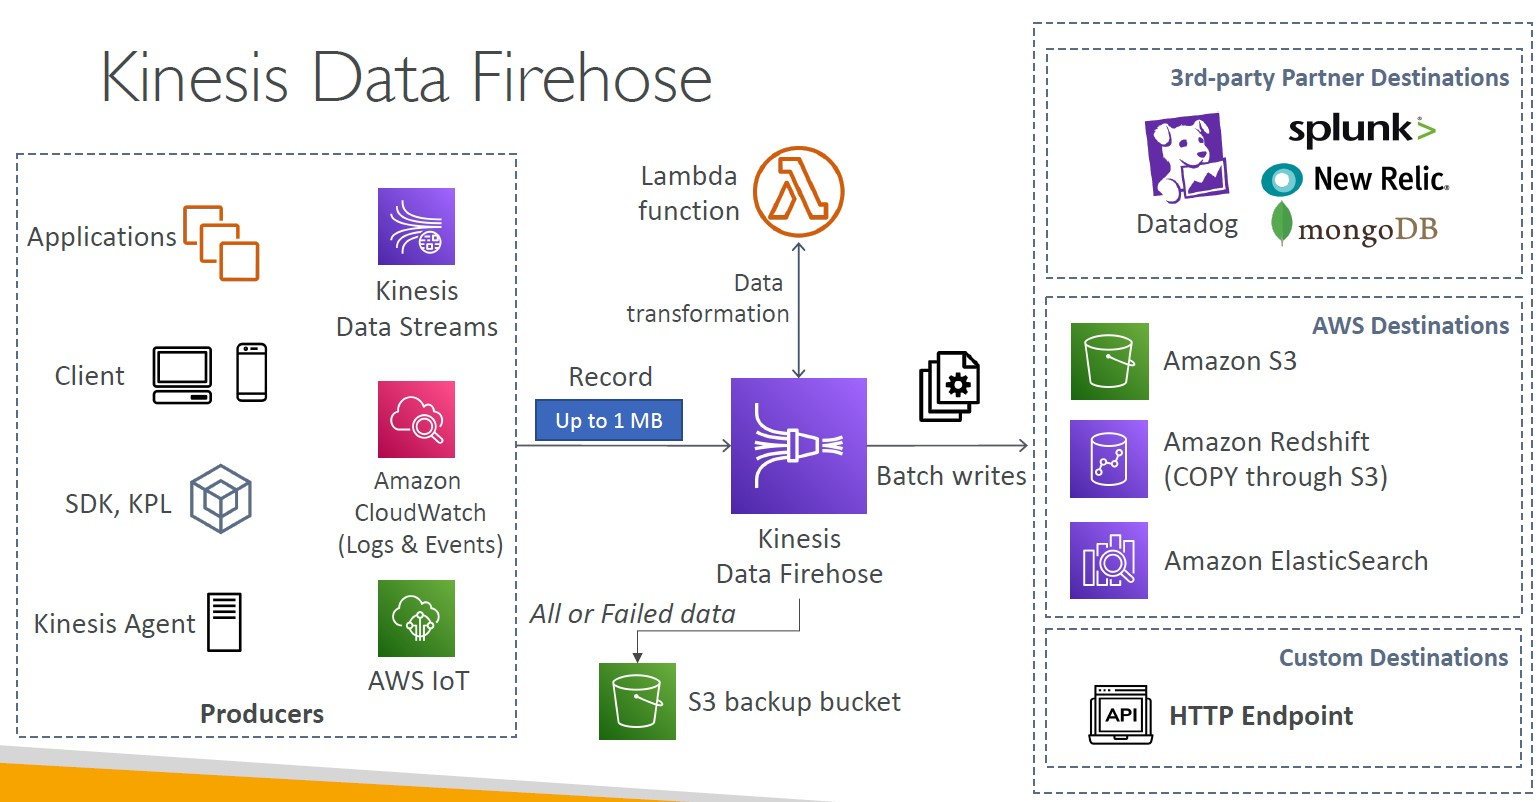 Kinesis Data Firehose
Applications
Client
SDK, KPL
Kinesis Agent
Kinesis
Data Streams
Amazon
CloudWatch
(Logs & Events)
AWS IoT
Producers
Record
Up to 1 MB
Lambda
function
Data
transformation
Kinesis
Data Firehose
All or Failed data
S3 backup bucket
Batch writes
3rd-party Partner Destinations
Datadog
splunk>
New Relic.
mongoDB
AWS Destinations
Amazon S3
Amazon Redshift
(COPY through S3)
Amazon ElasticSearch
Custom Destinations
API
HTTP Endpoint